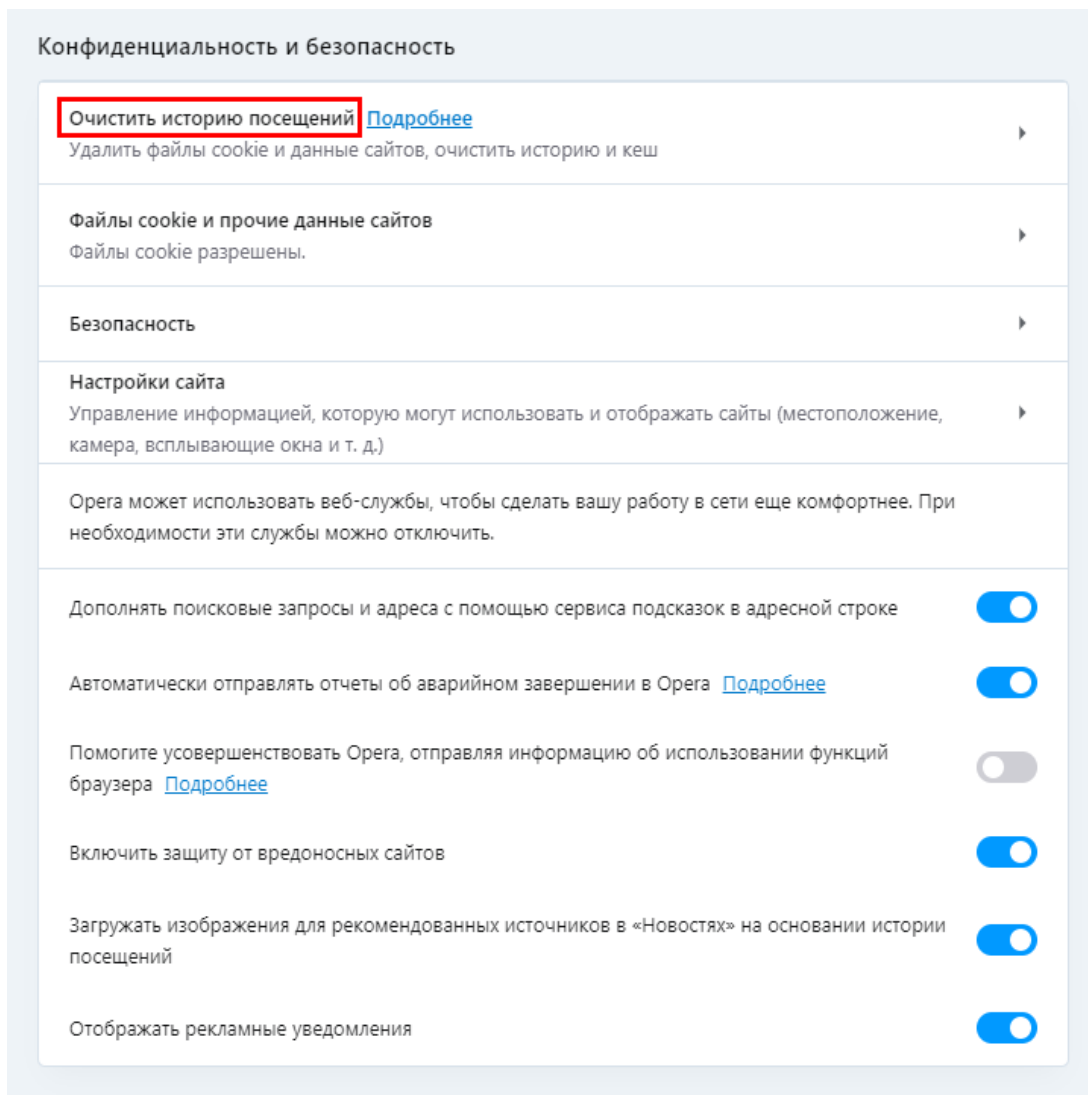 Конфиденциальность и безопасность
Очистить историю посещений Подробнее
Удалить файлы cookie и данные сайтов, очистить историю и кеш
Файлы cookie и прочие данные сайтов
Файлы cookie разрешены.
Безопасность
Настройки сайта
Управление информацией, которую могут использовать и отображать сайты (местоположение,
камера, всплывающие окна и т. д.)
Opera может использовать веб-службы, чтобы сделать вашу работу в сети еще комфортнее. При
необходимости эти службы можно отключить.
Дополнять поисковые запросы и адреса с помощью сервиса подсказок в адресной строке
Автоматически отправлять отчеты об аварийном завершении в Opera Подробнее
Помогите усовершенствовать Opera, отправляя информацию об использовании функций
браузера Подробнее
Включить защиту от вредоносных сайтов
Загружать изображения для рекомендованных источников в «Новостях» на основании истории
посещений
Отображать рекламные уведомления